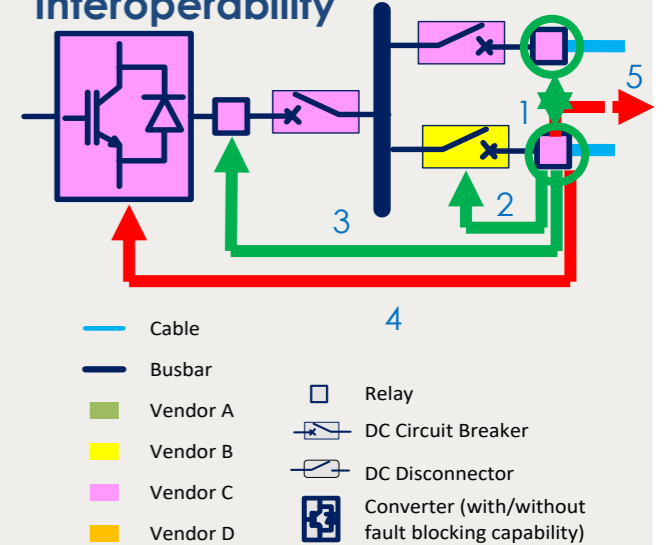 Interoperability
5
1
2
3
4
Cable
Busbar
Vendor A
Vendor B
Vendor C
Vendor D
Relay
DC Circuit Breaker
DC Disconnector
Converter (with/without
fault blocking capability)